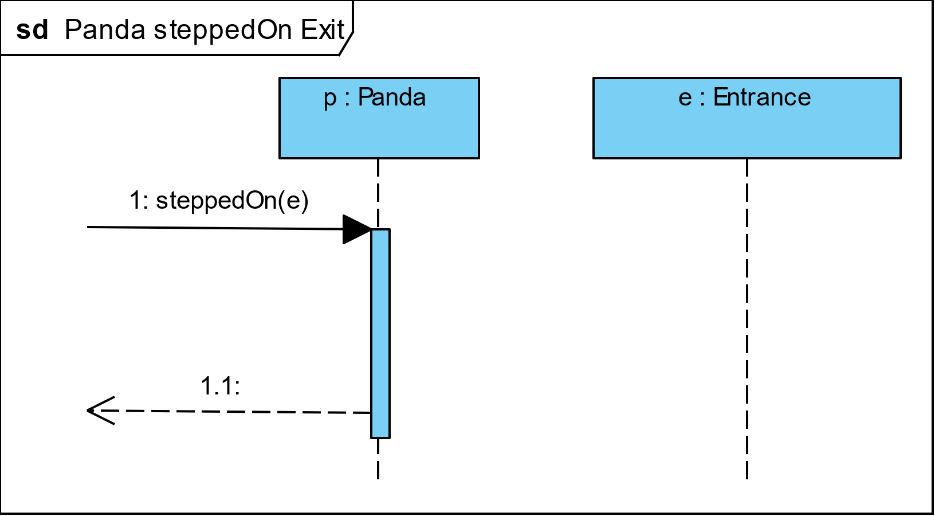 sd Panda steppedOn Exit
p : Panda
e : Entrance
1: steppedOn(e)
1.1: